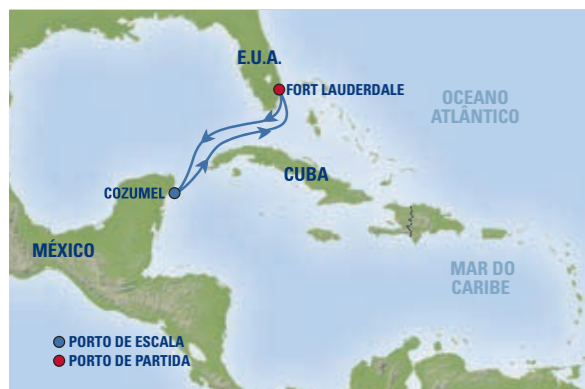 E.U.A.
FORT LAUDERDALE
OCEANO
ATLÂNTICO
CUBA
COZUMEL
MÉXICO
MAR DO
CARIBE
PORTO DE ESCALA
PORTO DE PARTIDA